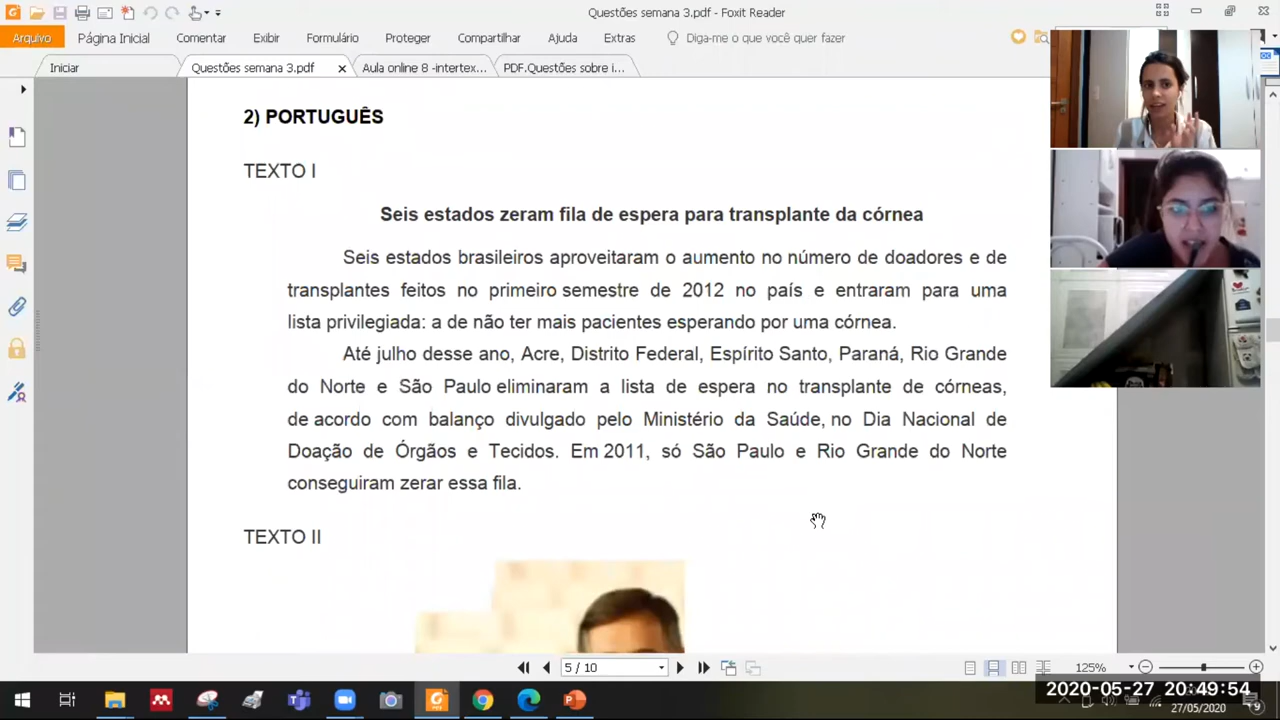 Questões semana 3.pdf - Foxit Reader
Arquivo Página Inicial Comentar Exibir Formulário Proteger Compartilhar Ajuda Extras Diga-me o que você quer fazer
Iniciar Questões semana 3.pdf Aula online 8 -intertex... PDF.Questões sobre i...
2) PORTUGUÊS
TEXTO I
Seis estados zeram fila de espera para transplante da córnea
Seis estados brasileiros aproveitaram o aumento no número de doadores e de
transplantes feitos no primeiro semestre de 2012 no país e entraram para uma
lista privilegiada: a de não ter mais pacientes esperando por uma córnea.
Até julho desse ano, Acre, Distrito Federal, Espírito Santo, Paraná, Rio Grande
do Norte e São Paulo eliminaram a lista de espera no transplante de córneas,
de acordo com balanço divulgado pelo Ministério da Saúde, no Dia Nacional de
Doação de Órgãos e Tecidos. Em 2011, só São Paulo e Rio Grande do Norte
conseguiram zerar essa fila.
TEXTO II
5 / 10 125%
2020-05-27 20:49:54
27/05/2020